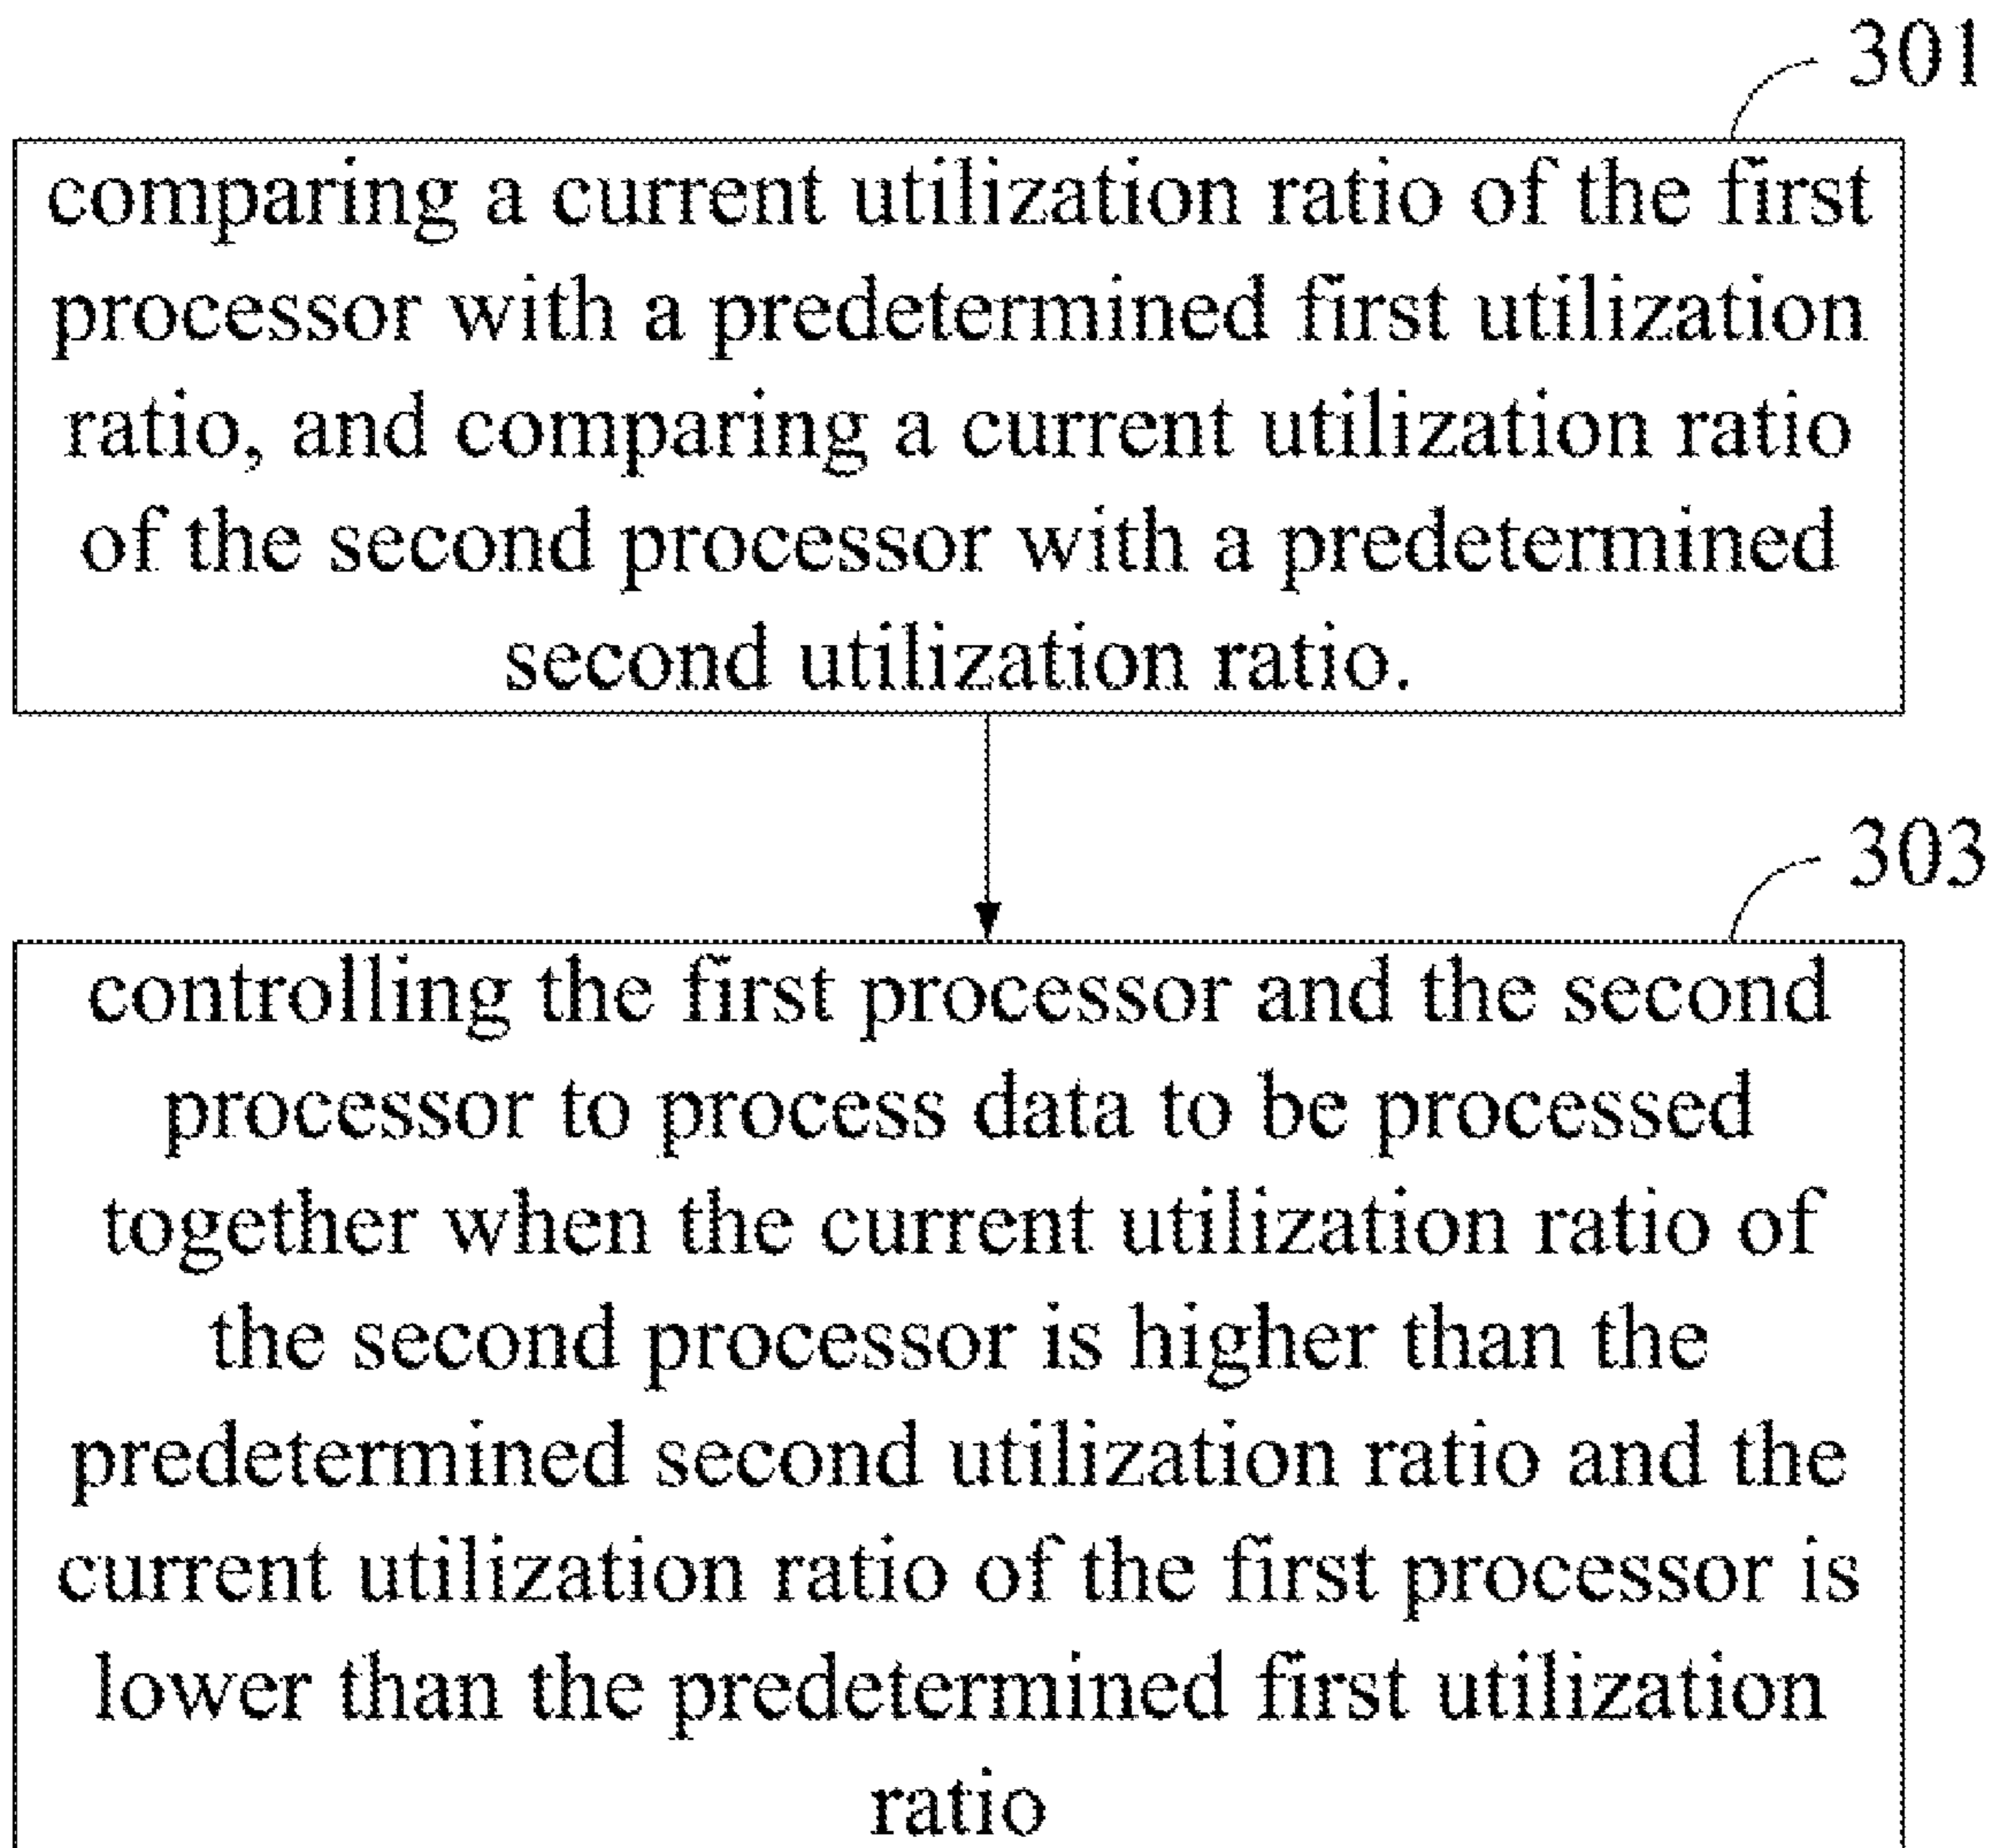 301
comparing a current utilization ratio of the first
processor with a predetermined first utilization
ratio, and comparing a current utilization ratio
of the second processor with a predetermined
second utilization ratio.
303
controlling the first processor and the second
processor to process data to be processed
together when the current utilization ratio of
the second processor is higher than the
predetermined second utilization ratio and the
current utilization ratio of the first processor is
lower than the predetermined first utilization
ratio